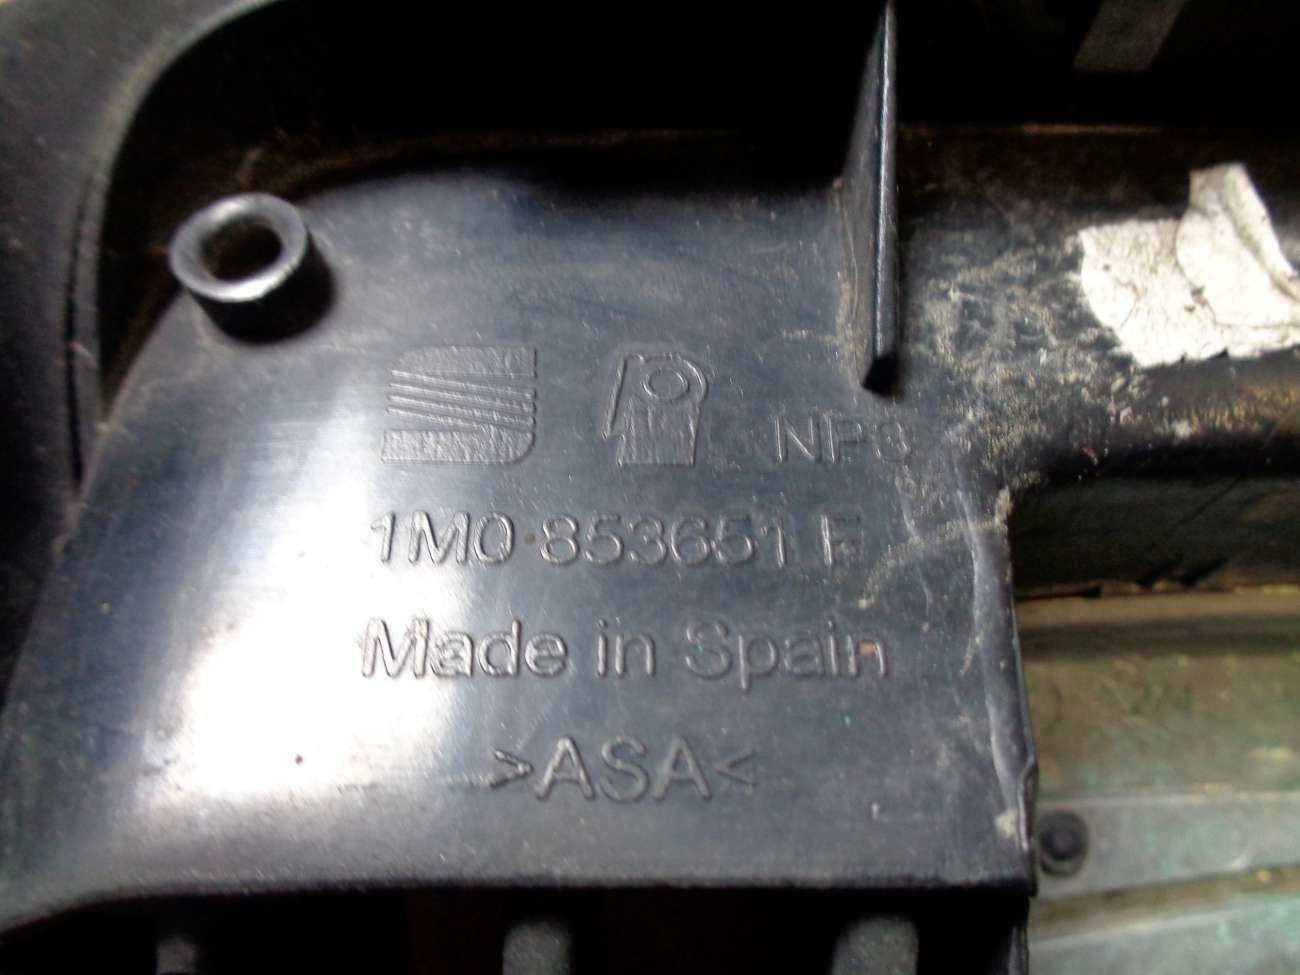 NP8
1M0 853651 F
Made in Spain
>ASA<